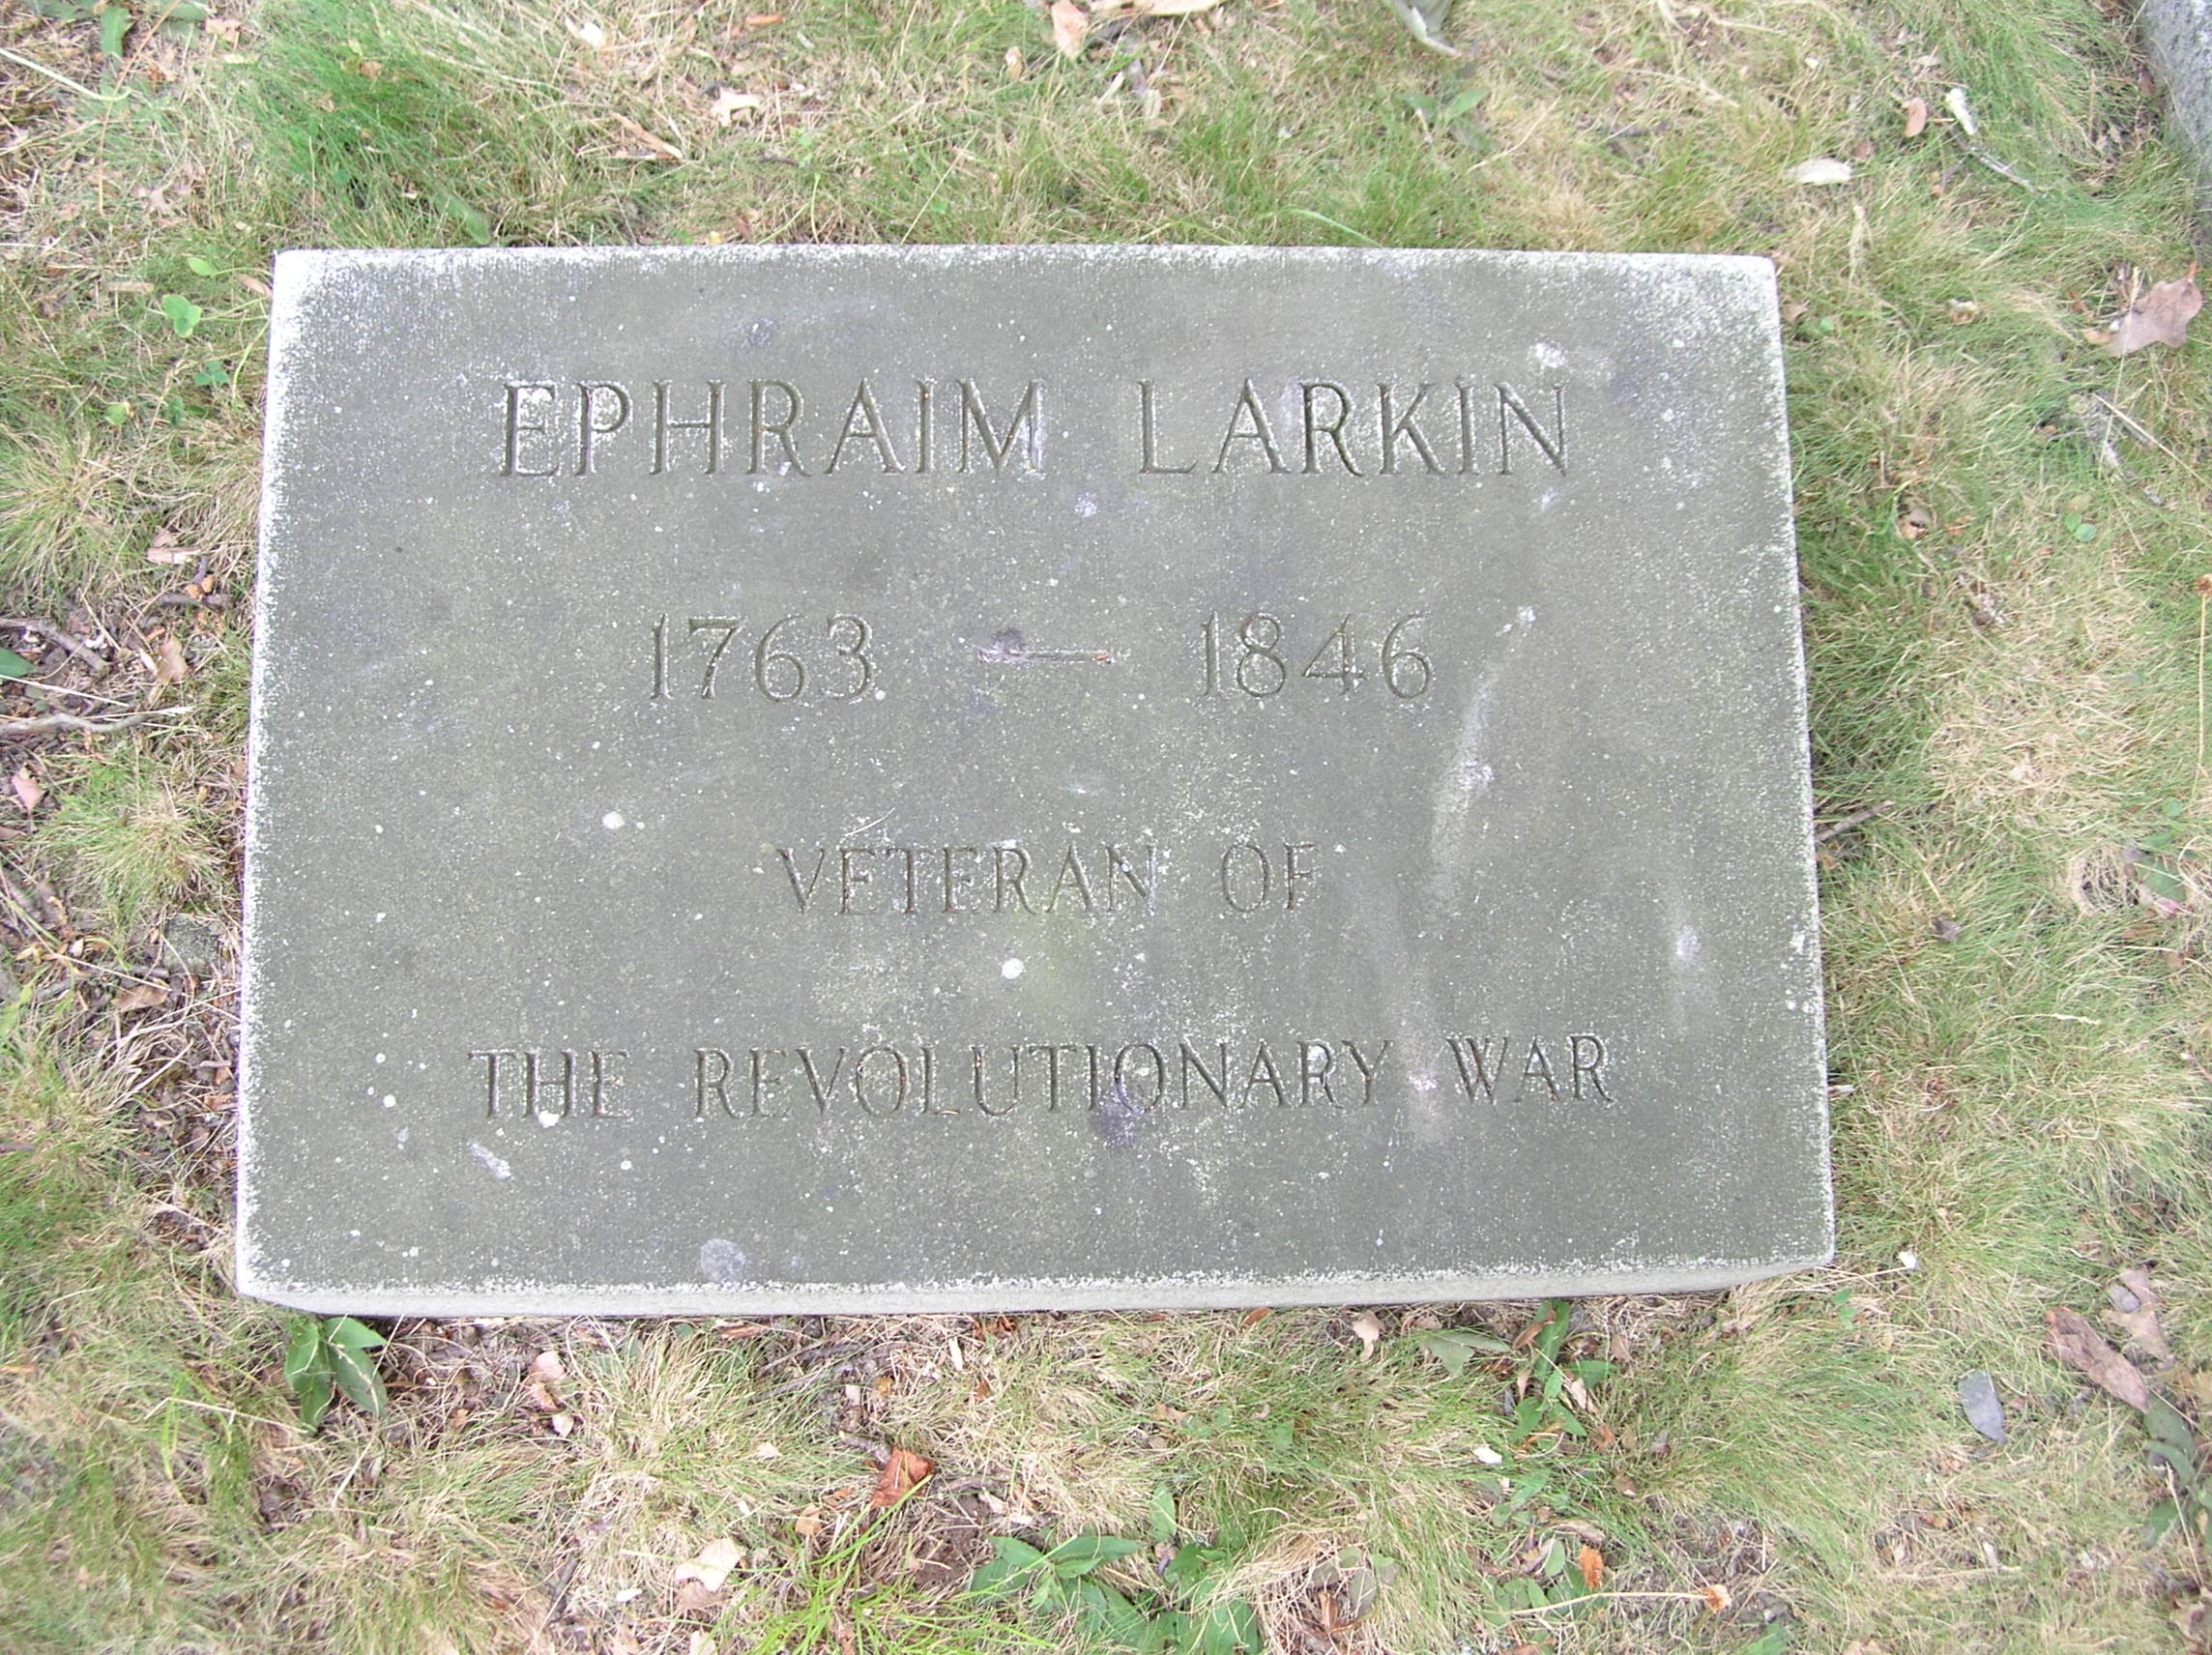 EPHRAIM LARKIN
1763 — 1846
VETERAN OF
THE REVOLUTIONARY WAR